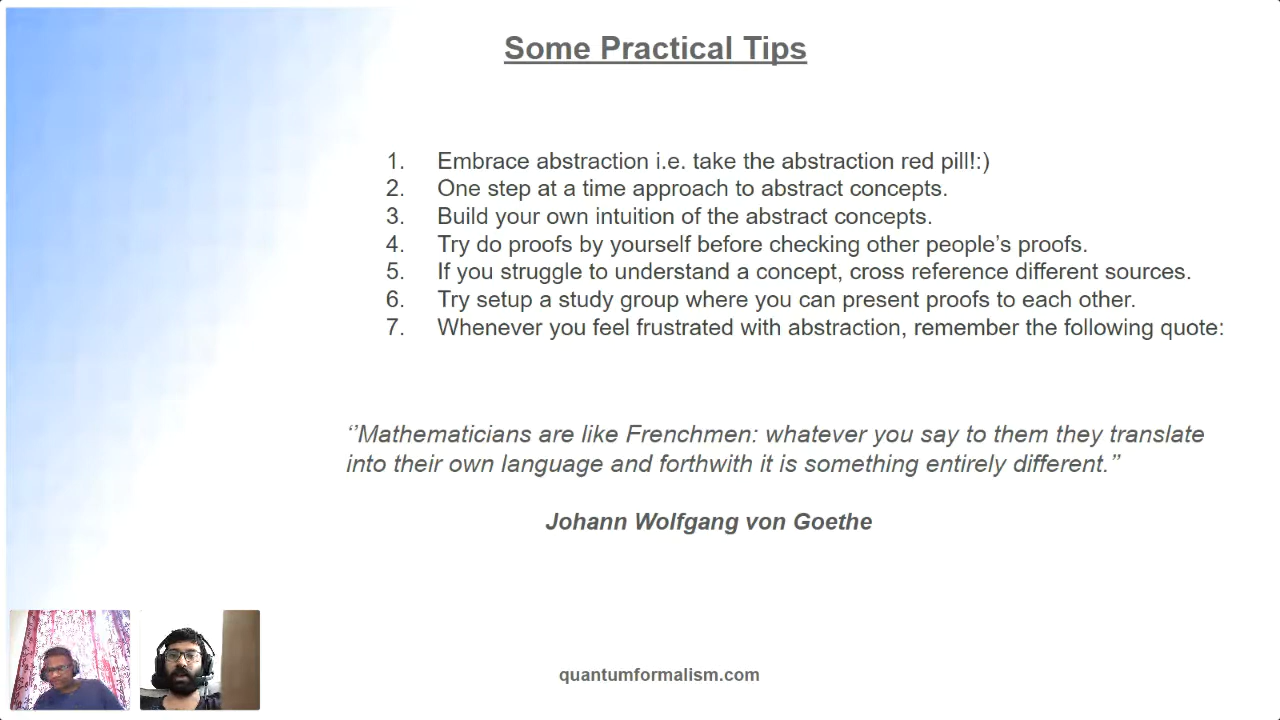 Some Practical Tips
1. Embrace abstraction i.e. take the abstraction red pill!:)
2. One step at a time approach to abstract concepts.
3. Build your own intuition of the abstract concepts.
4. Try do proofs by yourself before checking other people’s proofs.
5. If you struggle to understand a concept, cross reference different sources.
6. Try setup a study group where you can present proofs to each other.
7. Whenever you feel frustrated with abstraction, remember the following quote:
‘’Mathematicians are like Frenchmen: whatever you say to them they translate
into their own language and forthwith it is something entirely different.’’
Johann Wolfgang von Goethe
quantumformalism.com